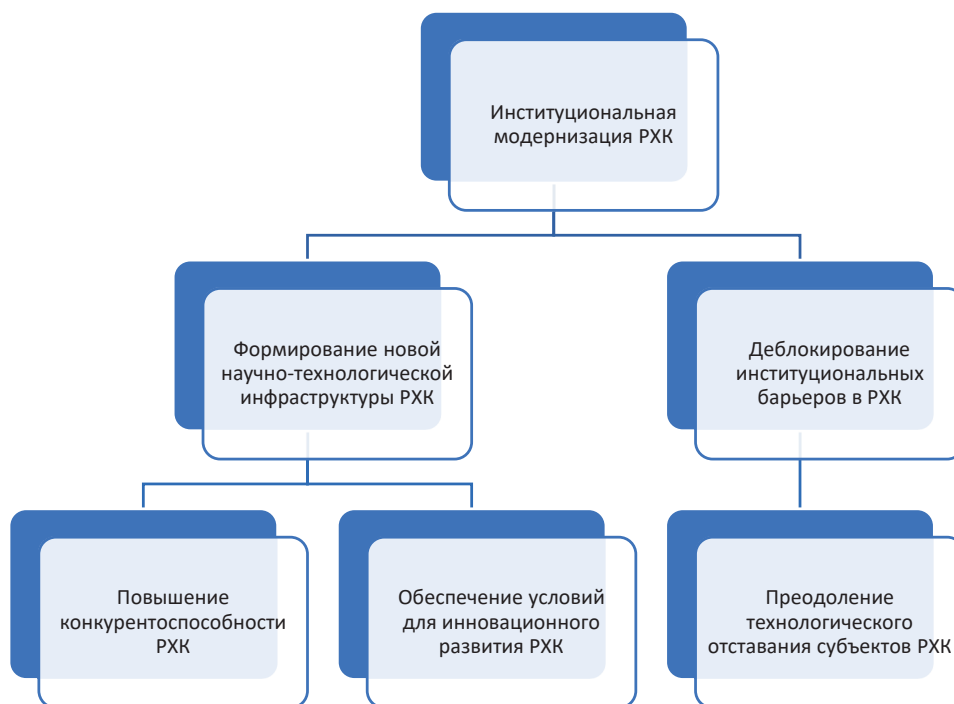 Институциональная
модернизация РХК
Формирование новой
научно-технологической
инфраструктуры РХК
Деблокирование
институциональных
барьеров в РХК
Повышение
конкурентоспособности
РХК
Обеспечение условий
для инновационного
развития РХК
Преодоление
технологического
отставания субъектов РХК